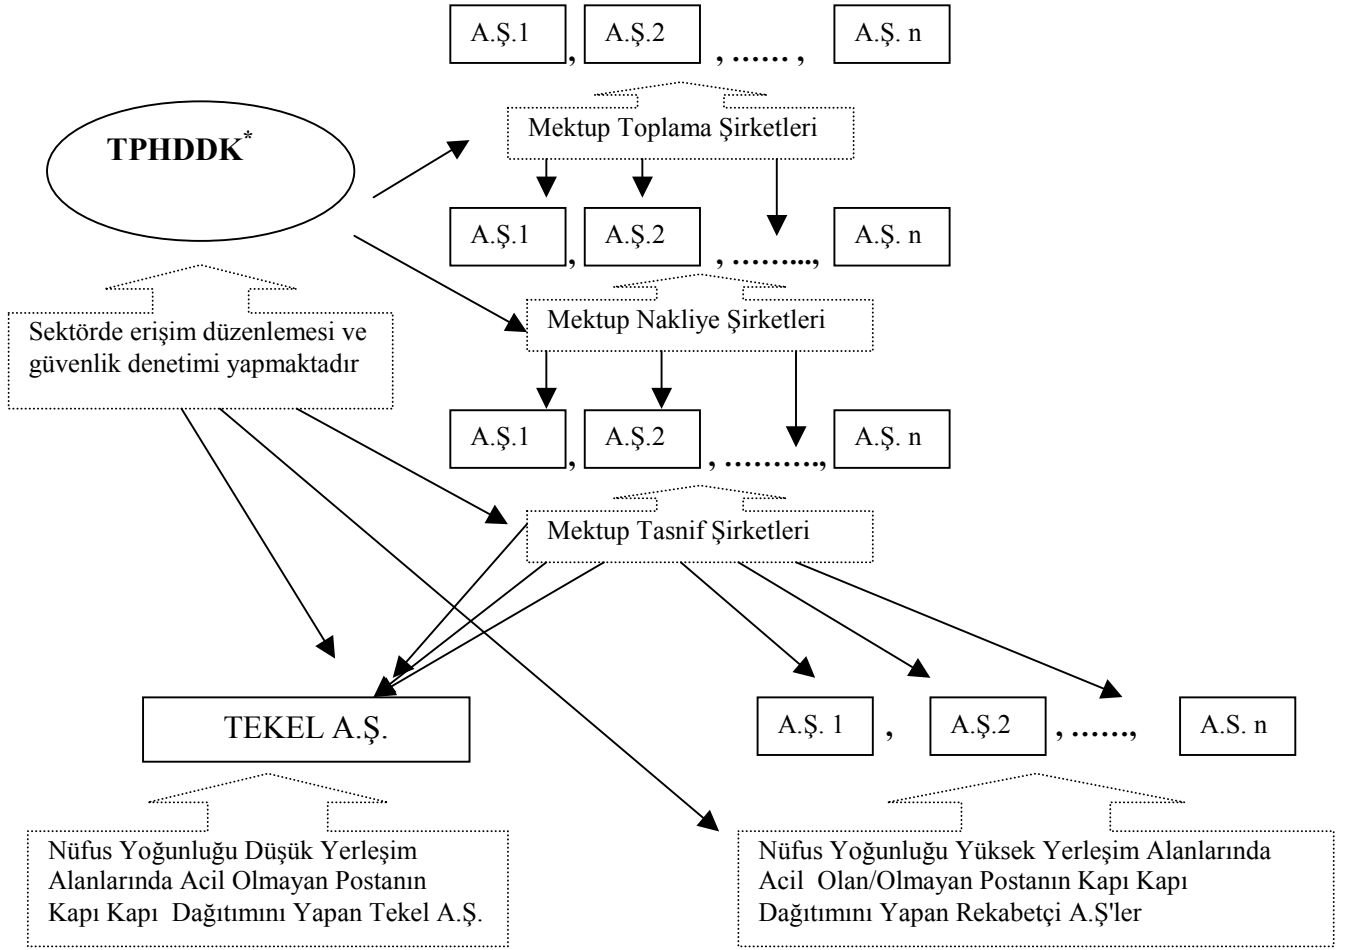 A.Ş.1 , A.Ş.2 , ...... , A.Ş. n
Mektup Toplama Şirketleri
TPHDDK*
A.Ş.1 , A.Ş.2 , ........., A.Ş. n
Mektup Nakliye Şirketleri
Sektörde erişim düzenlemesi ve
güvenlik denetimi yapmaktadır
A.Ş.1 , A.Ş.2 , .........., A.Ş. n
Mektup Tasnif Şirketleri
TEKEL A.Ş.
A.Ş. 1 , A.Ş.2 , ......, A.S. n
Nüfus Yoğunluğu Düşük Yerleşim
Alanlarında Acil Olmayan Postanın
Kapı Kapı Dağıtımını Yapan Tekel A.Ş.
Nüfus Yoğunluğu Yüksek Yerleşim Alanlarında
Acil Olan/Olmayan Postanın Kapı Kapı
Dağıtımını Yapan Rekabetçi A.Ş'ler